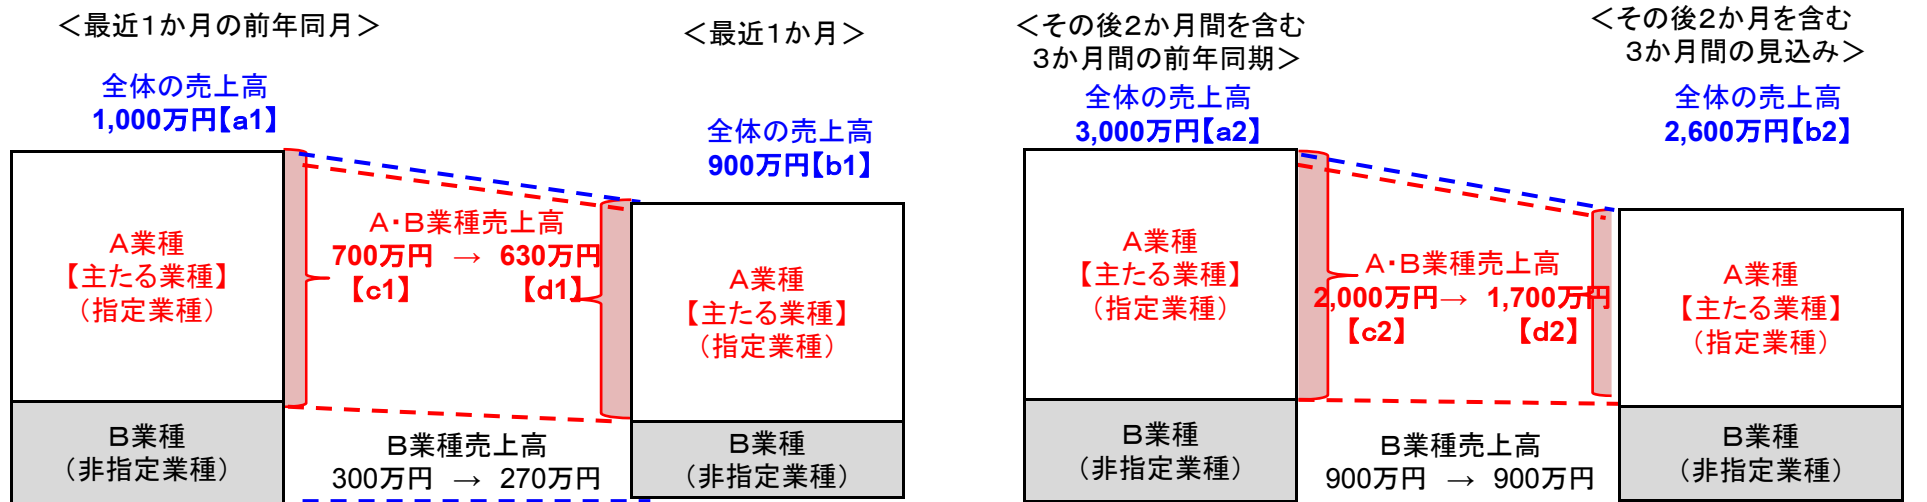 ＜最近１か月の前年同月＞
全体の売上高
1,000万円【a1】
A業種
【主たる業種】
（指定業種）
B業種
（非指定業種）
A・B業種売上高
700万円 → 630万円
【c1】 【d1】
B業種売上高
300万円 → 270万円
＜最近１か月＞
全体の売上高
900万円【b1】
A業種
【主たる業種】
（指定業種）
B業種
（非指定業種）
＜その後２か月間を含む
３か月間の前年同期＞
全体の売上高
3,000万円【a2】
A業種
【主たる業種】
（指定業種）
B業種
（非指定業種）
A・B業種売上高
2,000万円→ 1,700万円
【c2】 【d2】
B業種売上高
900万円 → 900万円
＜その後２か月を含む
３か月間の見込み＞
全体の売上高
2,600万円【b2】
A業種
【主たる業種】
（指定業種）
B業種
（非指定業種）